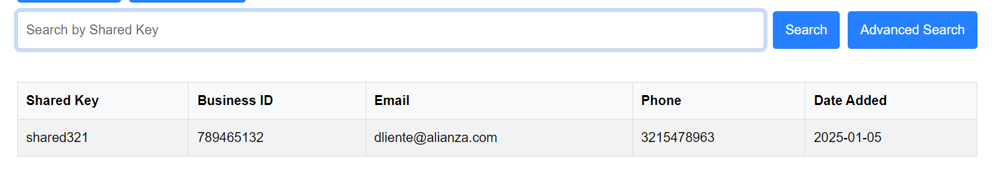 Search by Shared Key Search Advanced Search
Shared Key Business ID Email Phone Date Added
shared321 789465132 dliente@alianza.com 3215478963 2025-01-05